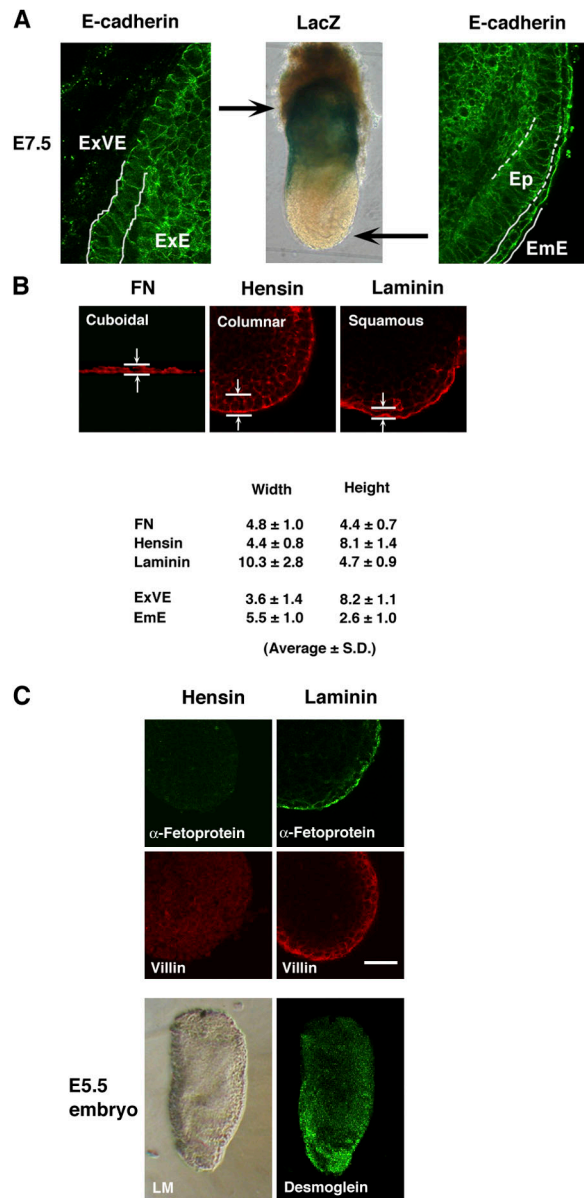 A
E-cadherin LacZ E-cadherin
E7.5
ExVE
ExE
Ep
EmE
B
FN Hensin Laminin
Cuboidal Columnar Squamous
Width Height
FN 4.8 ± 1.0 4.4 ± 0.7
Hensin 4.4 ± 0.8 8.1 ± 1.4
Laminin 10.3 ± 2.8 4.7 ± 0.9
ExVE 3.6 ± 1.4 8.2 ± 1.1
EmE 5.5 ± 1.0 2.6 ± 1.0
(Average ± S.D.)
C
Hensin Laminin
α-Fetoprotein α-Fetoprotein
Villin Villin
E5.5
embryo
LM Desmoglein